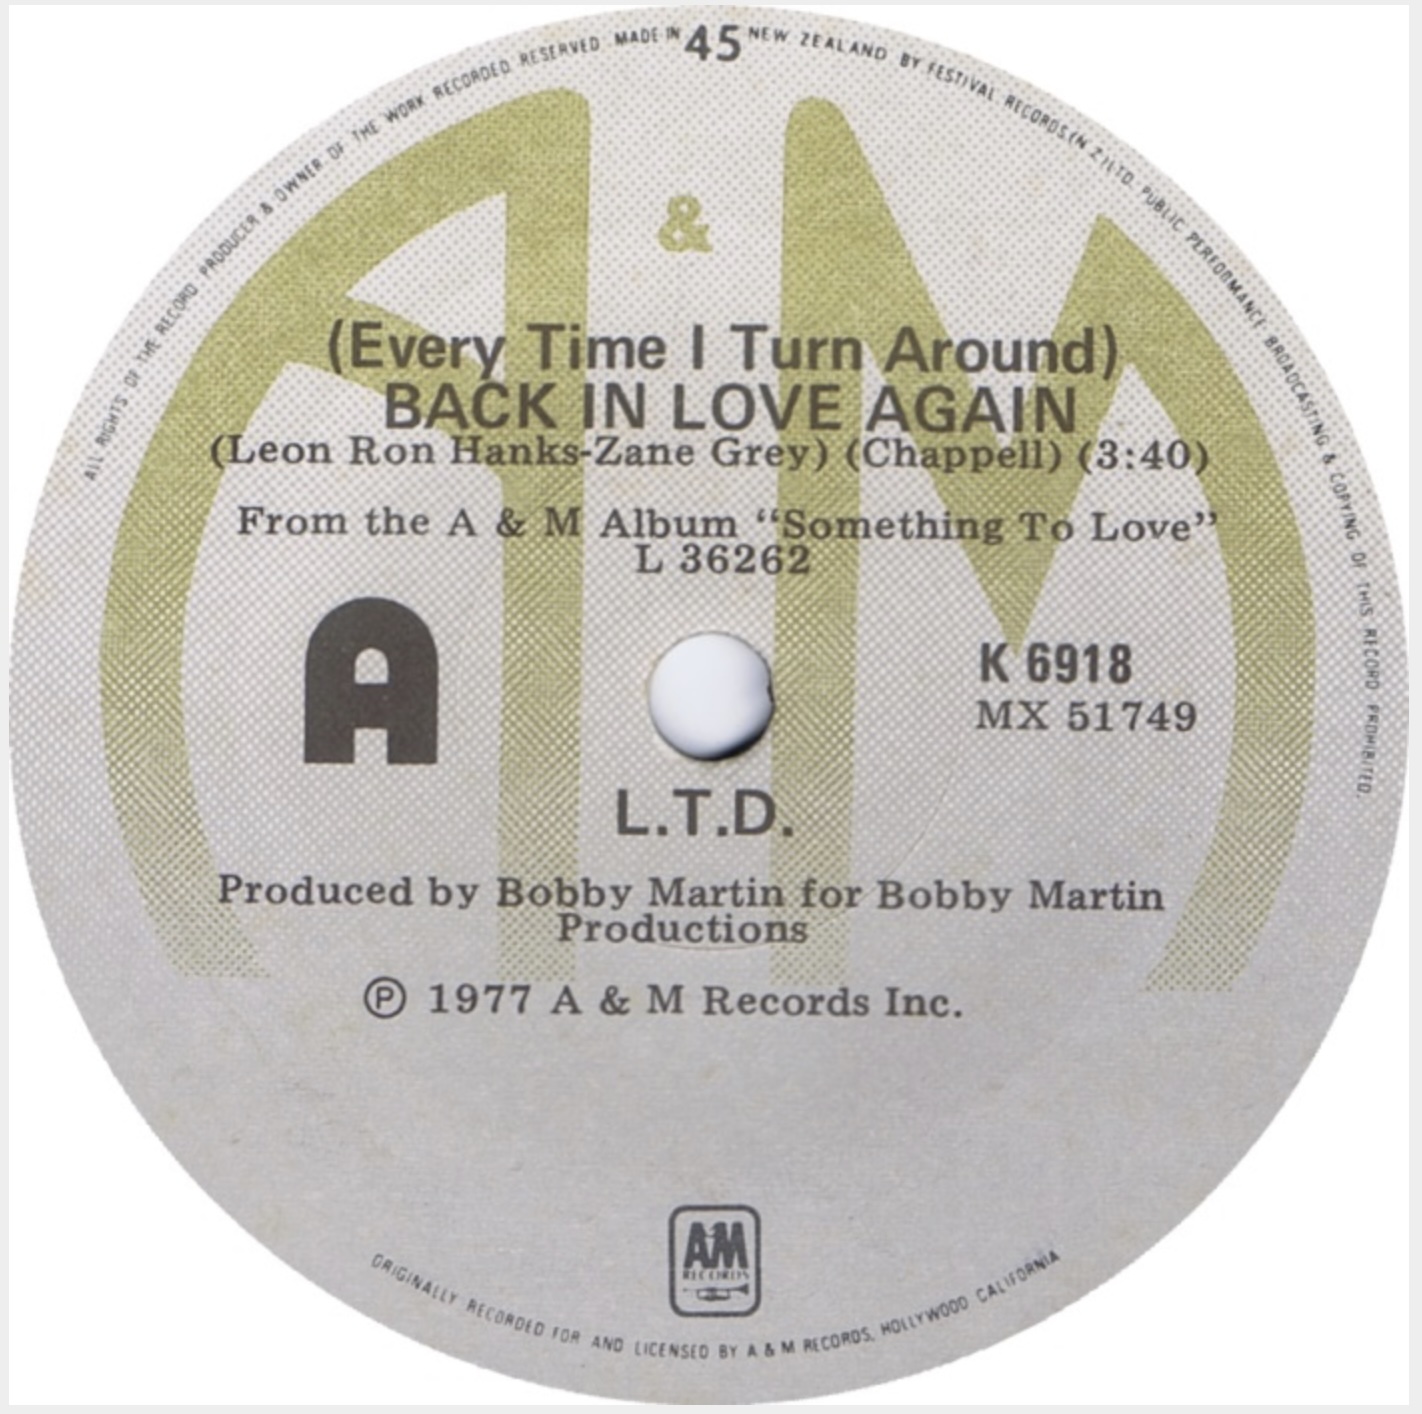 ALL RIGHTS OF THE RECORD PRODUCER & OWNER OF THE WORK RECORDED RESERVED MADE IN 45 NEW ZEALAND BY FESTIVAL RECORDS (N Z) LTD. PUBLIC PERFORMANCE BROADCASTING & COPYING OF THIS RECORD PROHIBITED.
A & M
(Every Time I Turn Around)
BACK IN LOVE AGAIN
(Leon Ron Hanks-Zane Grey) (Chappell) (3:40)
From the A & M Album “Something To Love”
L 36262
A
K 6918
MX 51749
L.T.D.
Produced by Bobby Martin for Bobby Martin
Productions
Ⓟ 1977 A & M Records Inc.
AM
RECORDS
ORIGINALLY RECORDED FOR AND LICENSED BY A & M RECORDS, HOLLYWOOD CALIFORNIA